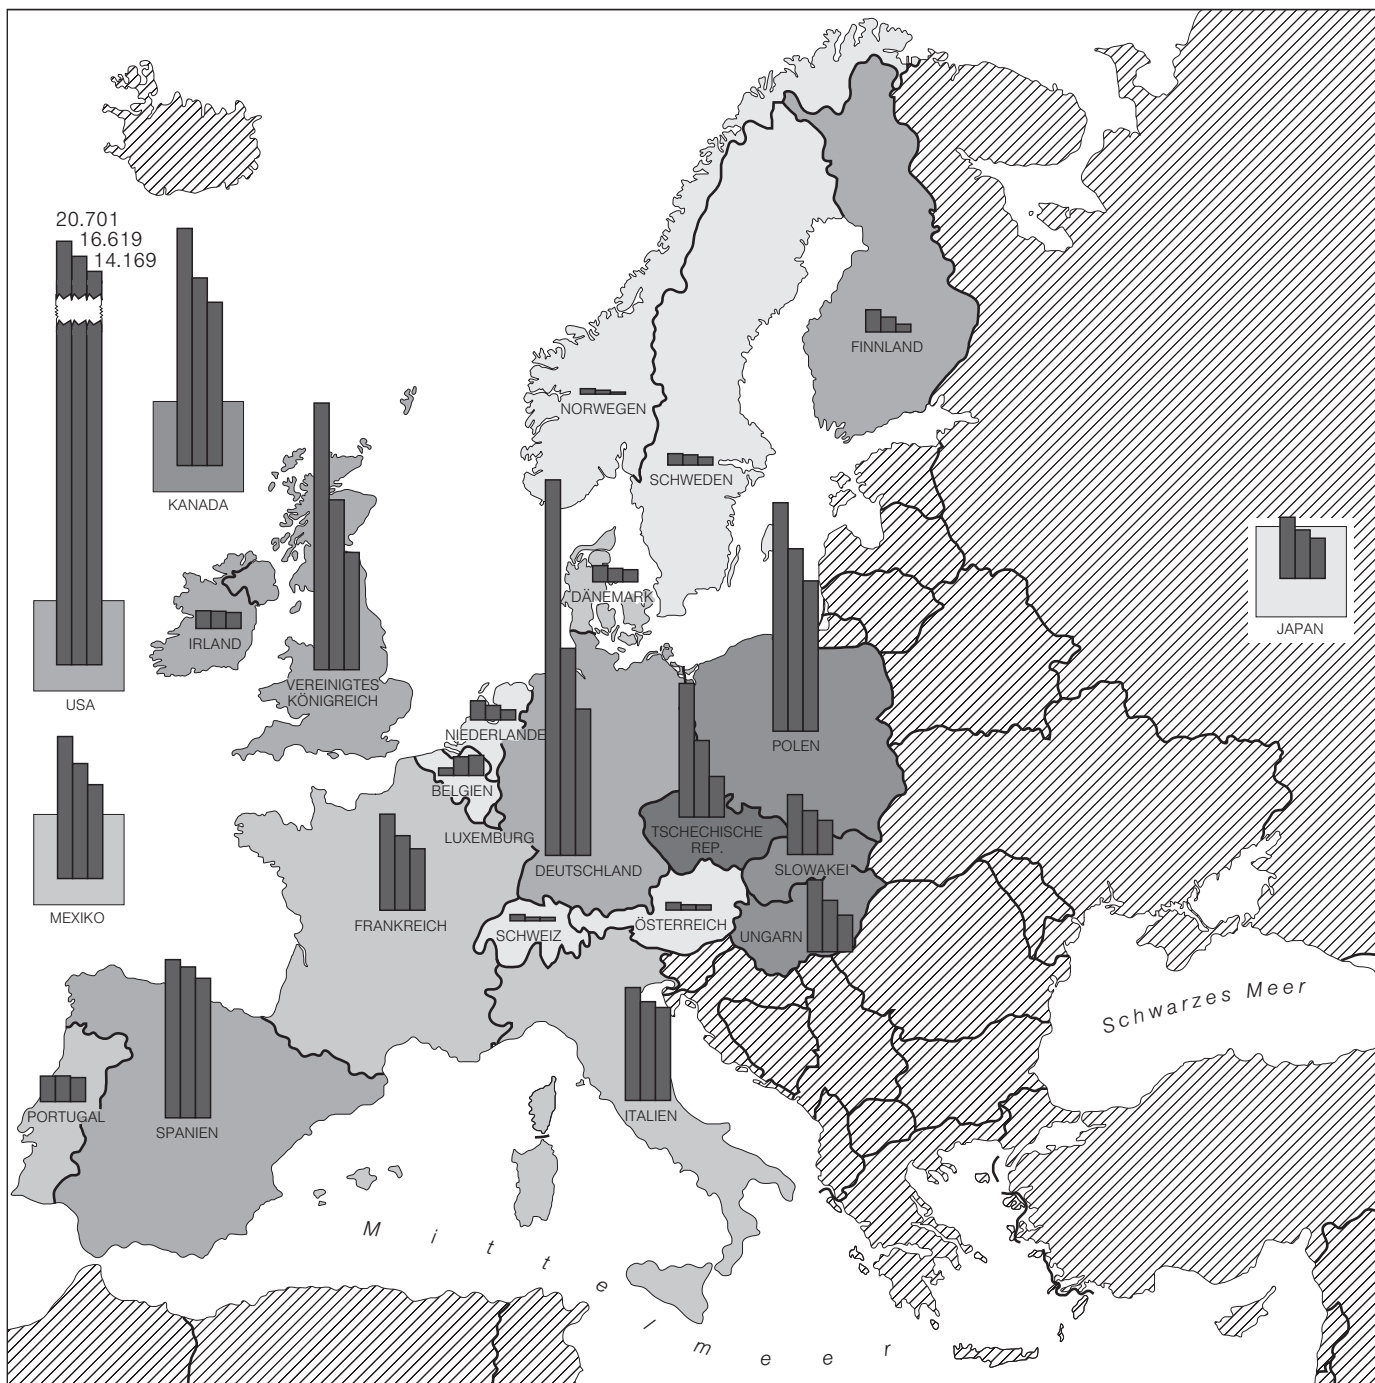 20.701
16.619
14.169
FINNLAND
NORWEGEN
SCHWEDEN
KANADA
DÄNEMARK
JAPAN
IRLAND
VEREINIGTES
KÖNIGREICH
USA
NIEDERLANDE
POLEN
BELGIEN
LUXEMBURG
TSCHECHISCHE
REP.
DEUTSCHLAND
SLOWAKEI
MEXIKO
FRANKREICH
SCHWEIZ
ÖSTERREICH
UNGARN
Schwarzes Meer
PORTUGAL
SPANIEN
ITALIEN
Mittelmeer